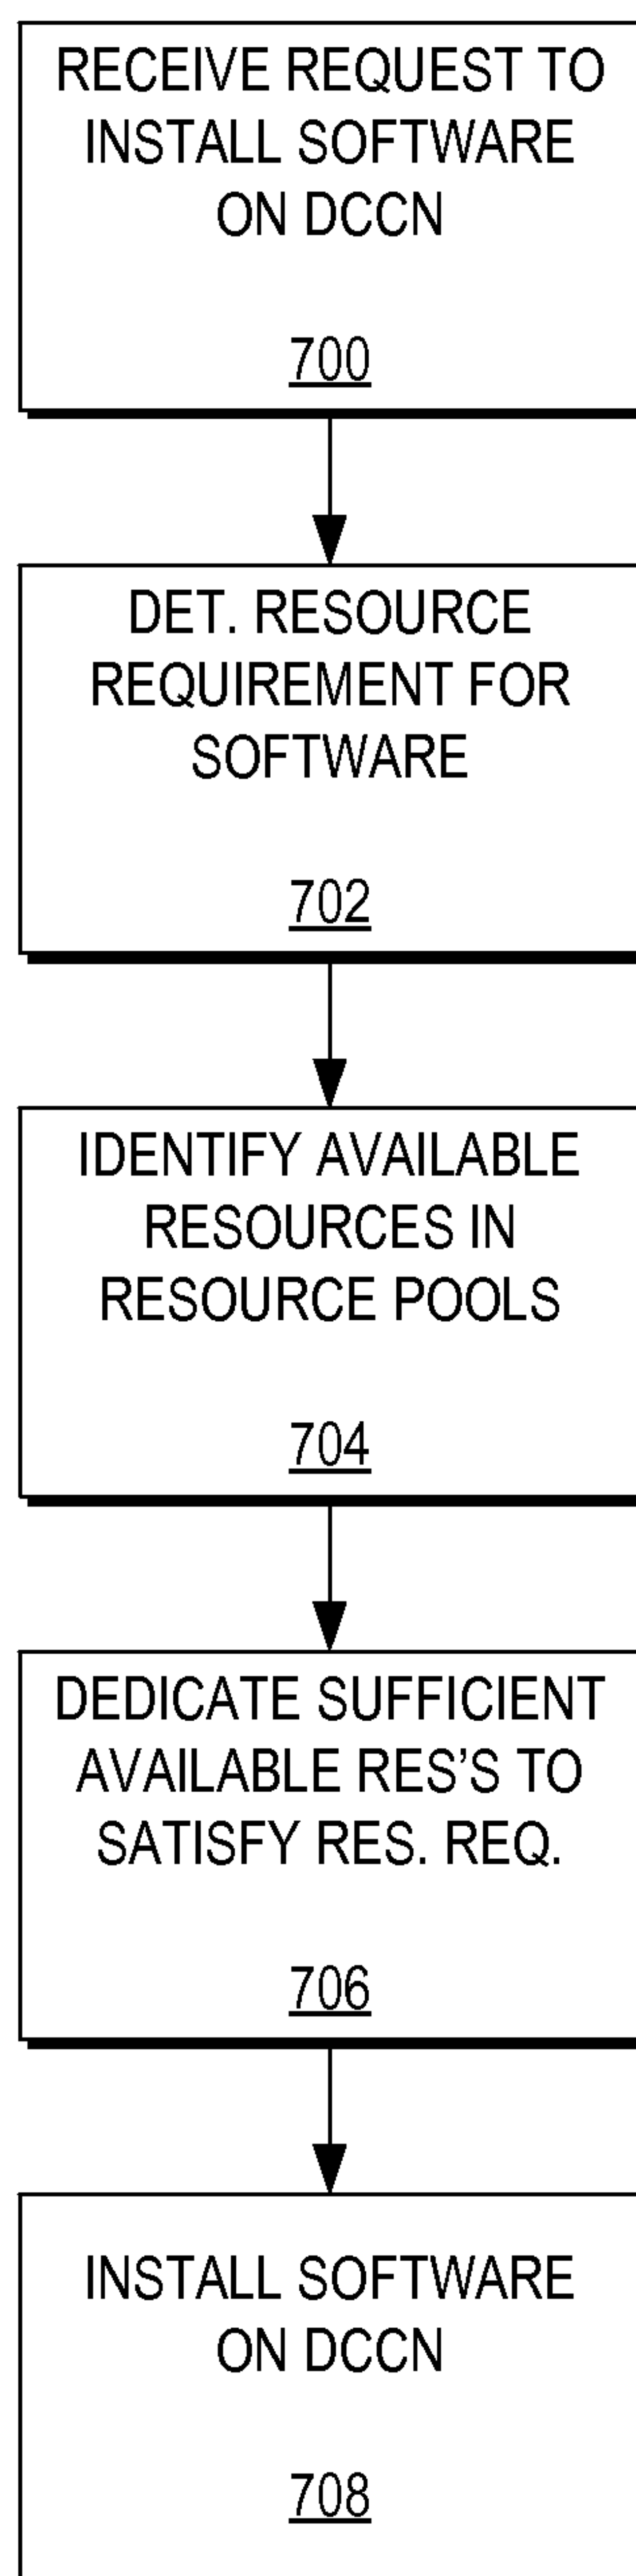 RECEIVE REQUEST TO
INSTALL SOFTWARE
ON DCCN
700
DET. RESOURCE
REQUIREMENT FOR
SOFTWARE
702
IDENTIFY AVAILABLE
RESOURCES IN
RESOURCE POOLS
704
DEDICATE SUFFICIENT
AVAILABLE RES’S TO
SATISFY RES. REQ.
706
INSTALL SOFTWARE
ON DCCN
708